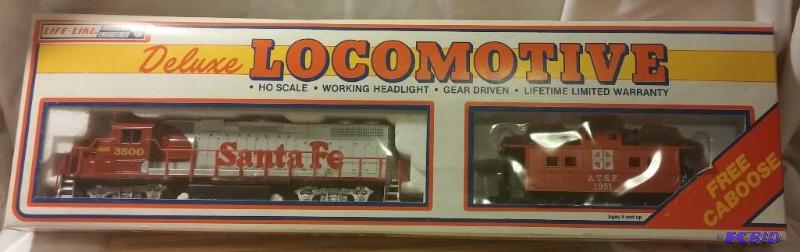 LIFE-LIKE
Deluxe LOCOMOTIVE
• HO SCALE • WORKING HEADLIGHT • GEAR DRIVEN • LIFETIME LIMITED WARRANTY
3500
Santa Fe
A.T.S.F.
1951
FREE
CABOOSE
Ages 8 and up.